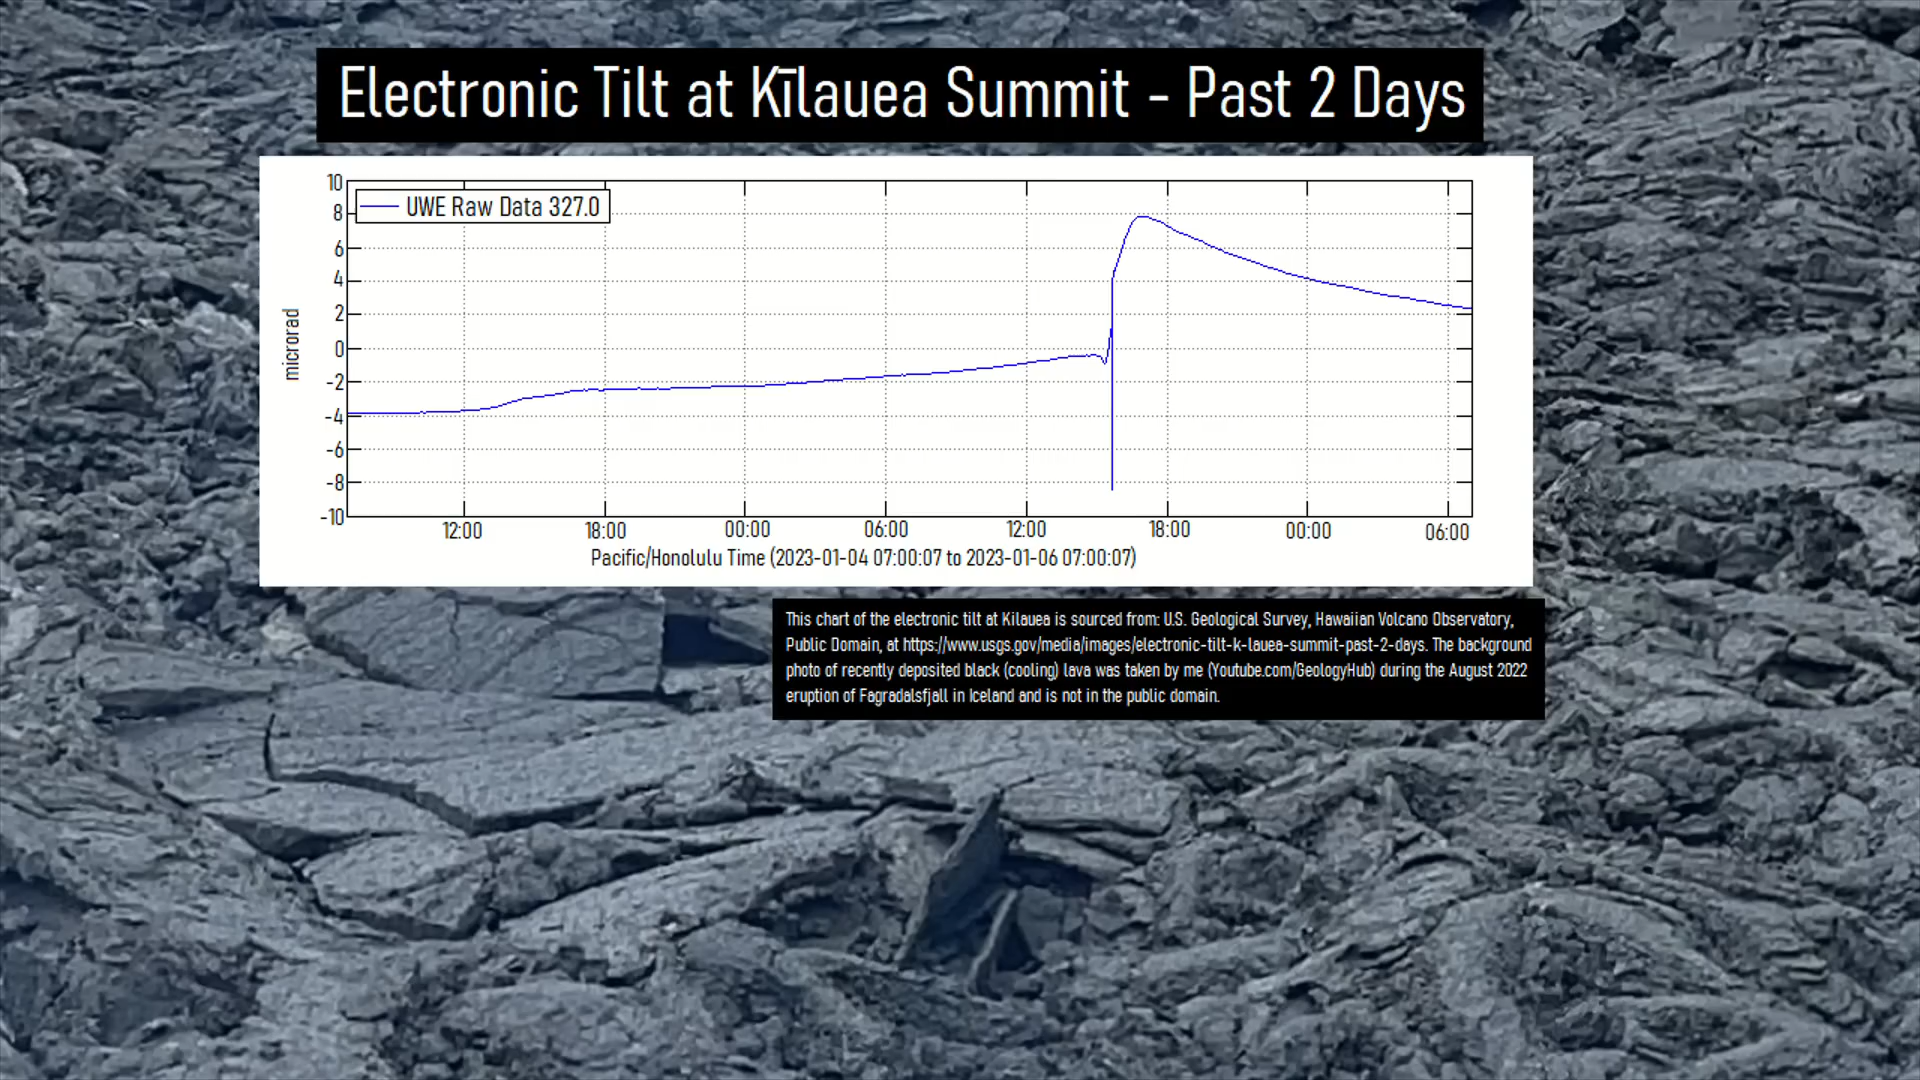 Electronic Tilt at Kīlauea Summit - Past 2 Days
10
UWE Raw Data 327.0
8
6
4
2
0
-2
-4
-6
-8
-10
microrad
12:00 18:00 00:00 06:00 12:00 18:00 00:00 06:00
Pacific/Honolulu Time (2023-01-04 07:00:07 to 2023-01-06 07:00:07)
This chart of the electronic tilt at Kilauea is sourced from: U.S. Geological Survey, Hawaiian Volcano Observatory,
Public Domain, at https://www.usgs.gov/media/images/electronic-tilt-k-lauea-summit-past-2-days. The background
photo of recently deposited black (cooling) lava was taken by me (Youtube.com/GeologyHub) during the August 2022
eruption of Fagradalsfjall in Iceland and is not in the public domain.